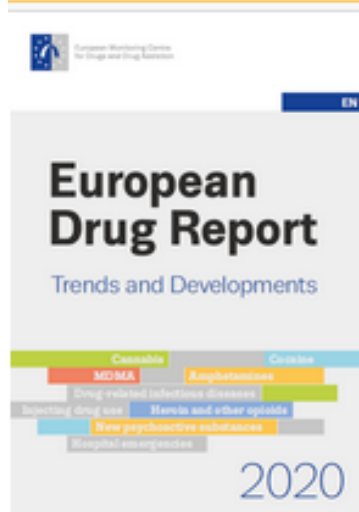 European Monitoring Centre
for Drugs and Drug Addiction
EN
European
Drug Report
Trends and Developments
Cannabis
Cocaine
MDMA
Amphetamines
Drug-related infectious diseases
Injecting drug use
Heroin and other opioids
New psychoactive substances
Hospital emergencies
2020